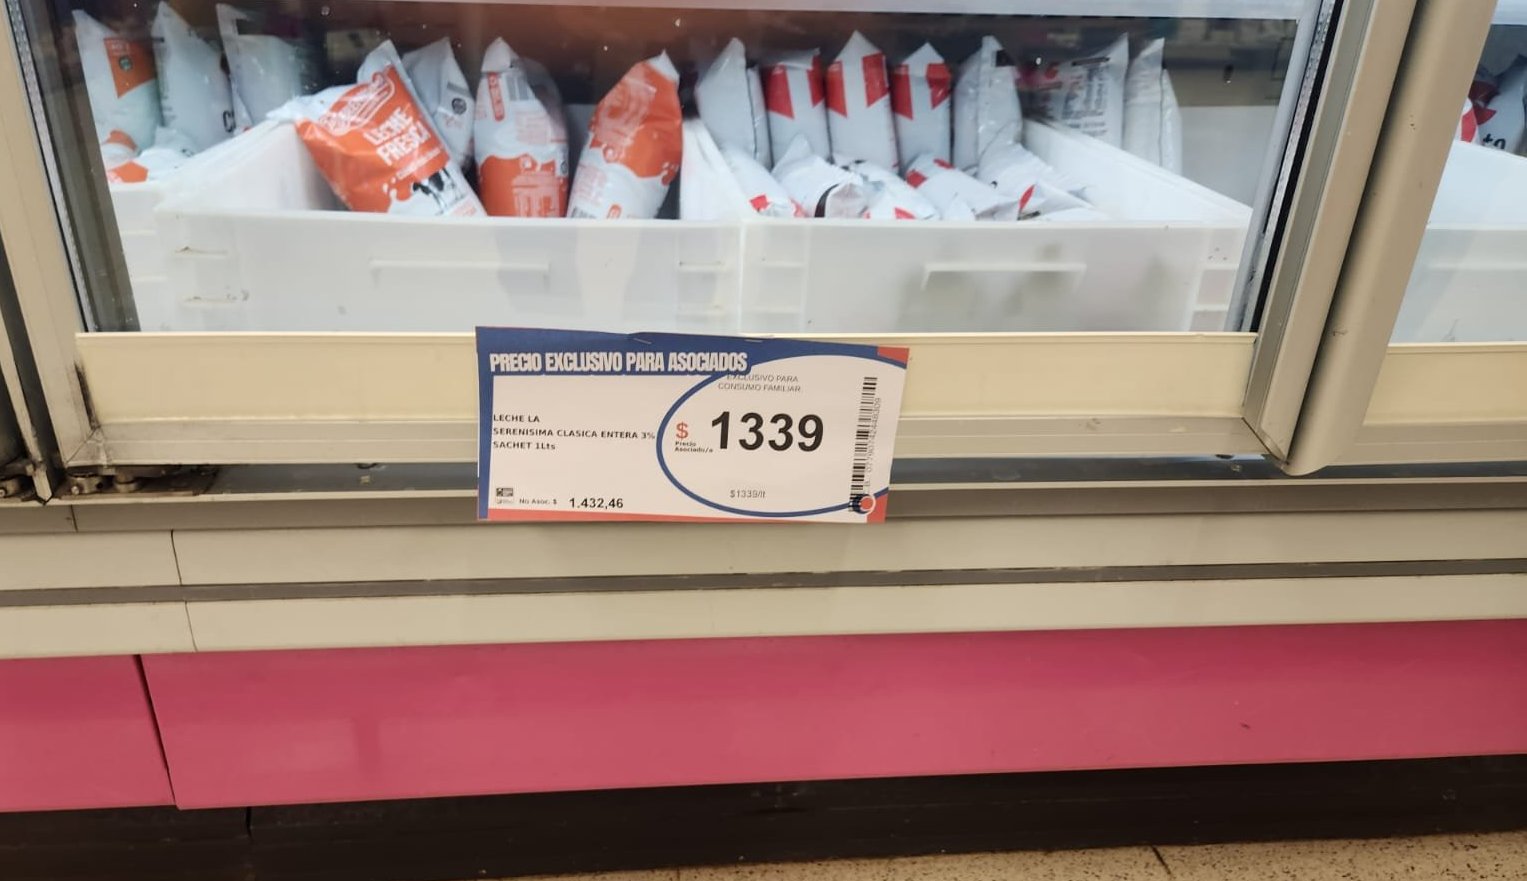 LECHE
FRESCA
PRECIO EXCLUSIVO PARA ASOCIADOS
EXCLUSIVO PARA
CONSUMO FAMILIAR.
LECHE LA
SERENISIMA CLASICA ENTERA 3%
SACHET 1Lts
$ 1339
Precio
Asociado/a
$1339/lt
No Asoc. $ 1.432,46